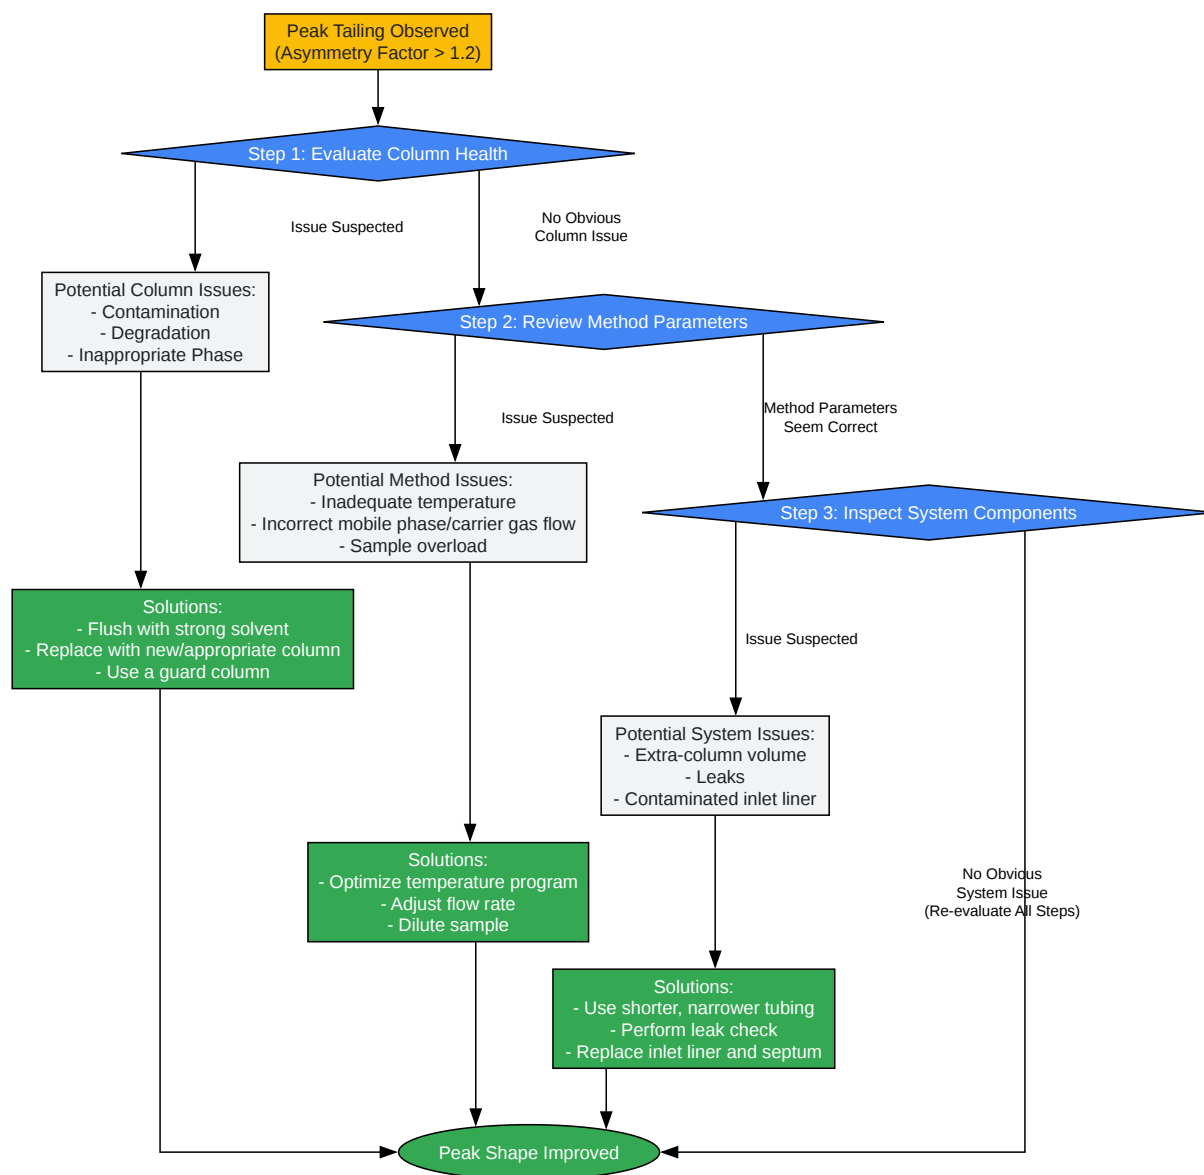 Peak Tailing Observed
(Asymmetry Factor > 1.2)
Step 1: Evaluate Column Health
Issue Suspected
No Obvious
Column Issue
Potential Column Issues:
- Contamination
- Degradation
- Inappropriate Phase
Step 2: Review Method Parameters
Issue Suspected
Method Parameters
Seem Correct
Potential Method Issues:
- Inadequate temperature
- Incorrect mobile phase/carrier gas flow
- Sample overload
Step 3: Inspect System Components
Solutions:
- Flush with strong solvent
- Replace with new/appropriate column
- Use a guard column
Issue Suspected
Potential System Issues:
- Extra-column volume
- Leaks
- Contaminated inlet liner
Solutions:
- Optimize temperature program
- Adjust flow rate
- Dilute sample
No Obvious
System Issue
(Re-evaluate All Steps)
Solutions:
- Use shorter, narrower tubing
- Perform leak check
- Replace inlet liner and septum
Peak Shape Improved